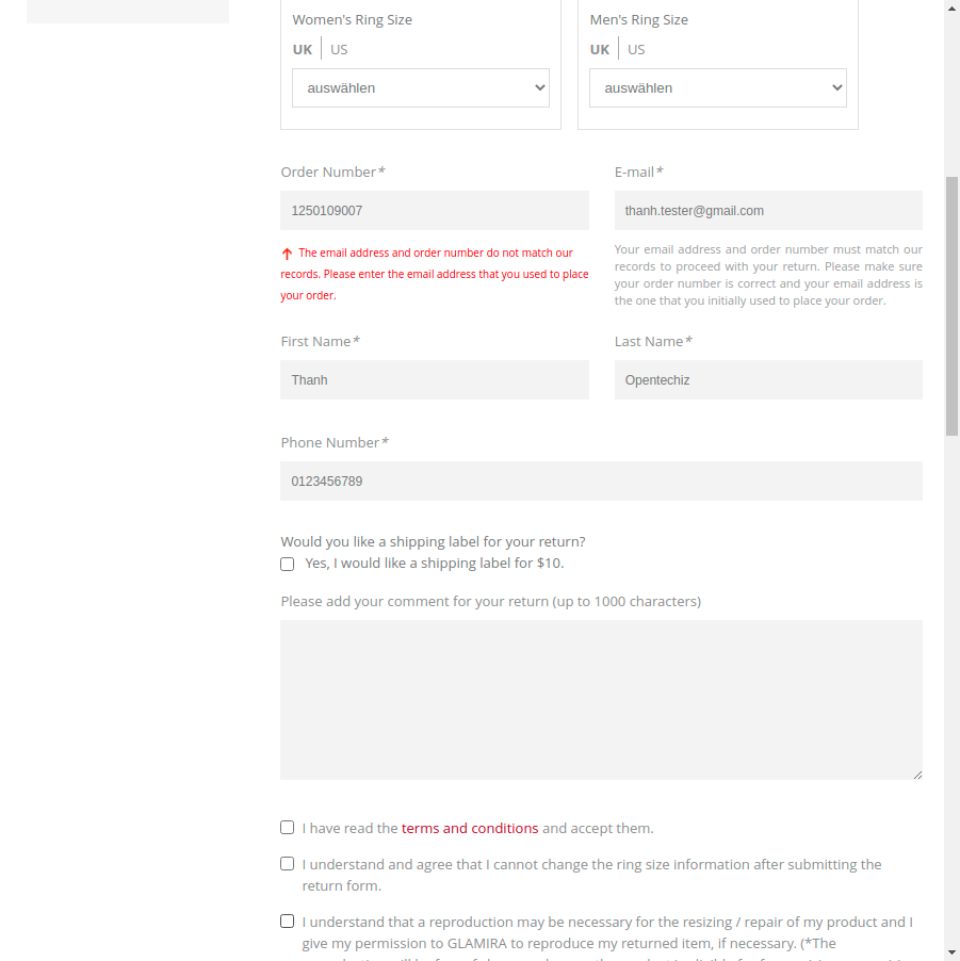 Women's Ring Size
Men's Ring Size
UK US
UK US
auswählen
auswählen
Order Number*
E-mail*
1250109007
thanh.tester@gmail.com
The email address and order number do not match our
records. Please enter the email address that you used to place
your order.
Your email address and order number must match our
records to proceed with your return. Please make sure
your order number is correct and your email address is
the one that you initially used to place your order.
First Name*
Last Name*
Thanh
Opentechiz
Phone Number*
0123456789
Would you like a shipping label for your return?
Yes, I would like a shipping label for $10.
Please add your comment for your return (up to 1000 characters)
I have read the terms and conditions and accept them.
I understand and agree that I cannot change the ring size information after submitting the
return form.
I understand that a reproduction may be necessary for the resizing / repair of my product and I
give my permission to GLAMIRA to reproduce my returned item, if necessary. (*The